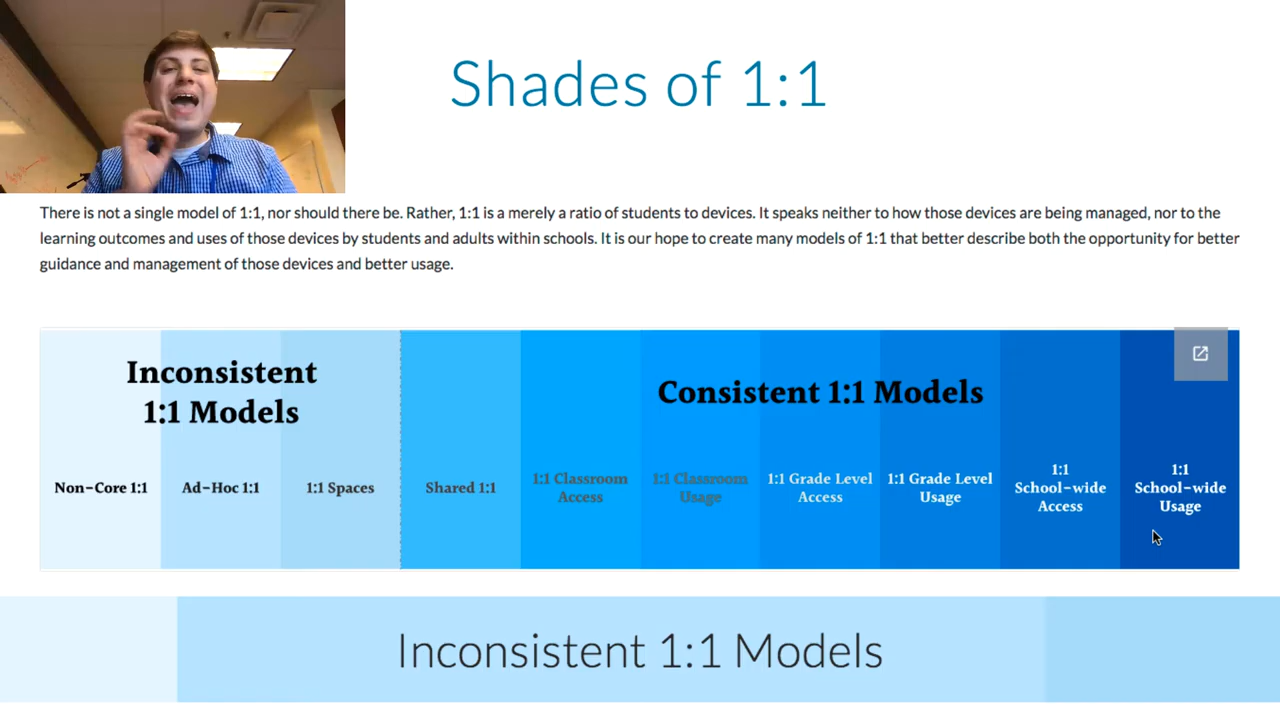 Shades of 1:1
There is not a single model of 1:1, nor should there be. Rather, 1:1 is a merely a ratio of students to devices. It speaks neither to how those devices are being managed, nor to the
learning outcomes and uses of those devices by students and adults within schools. It is our hope to create many models of 1:1 that better describe both the opportunity for better
guidance and management of those devices and better usage.
Inconsistent
1:1 Models
Consistent 1:1 Models
Non-Core 1:1
Ad-Hoc 1:1
1:1 Spaces
Shared 1:1
1:1 Classroom
Access
1:1 Classroom
Usage
1:1 Grade Level
Access
1:1 Grade Level
Usage
1:1
School-wide
Access
1:1
School-wide
Usage
Inconsistent 1:1 Models